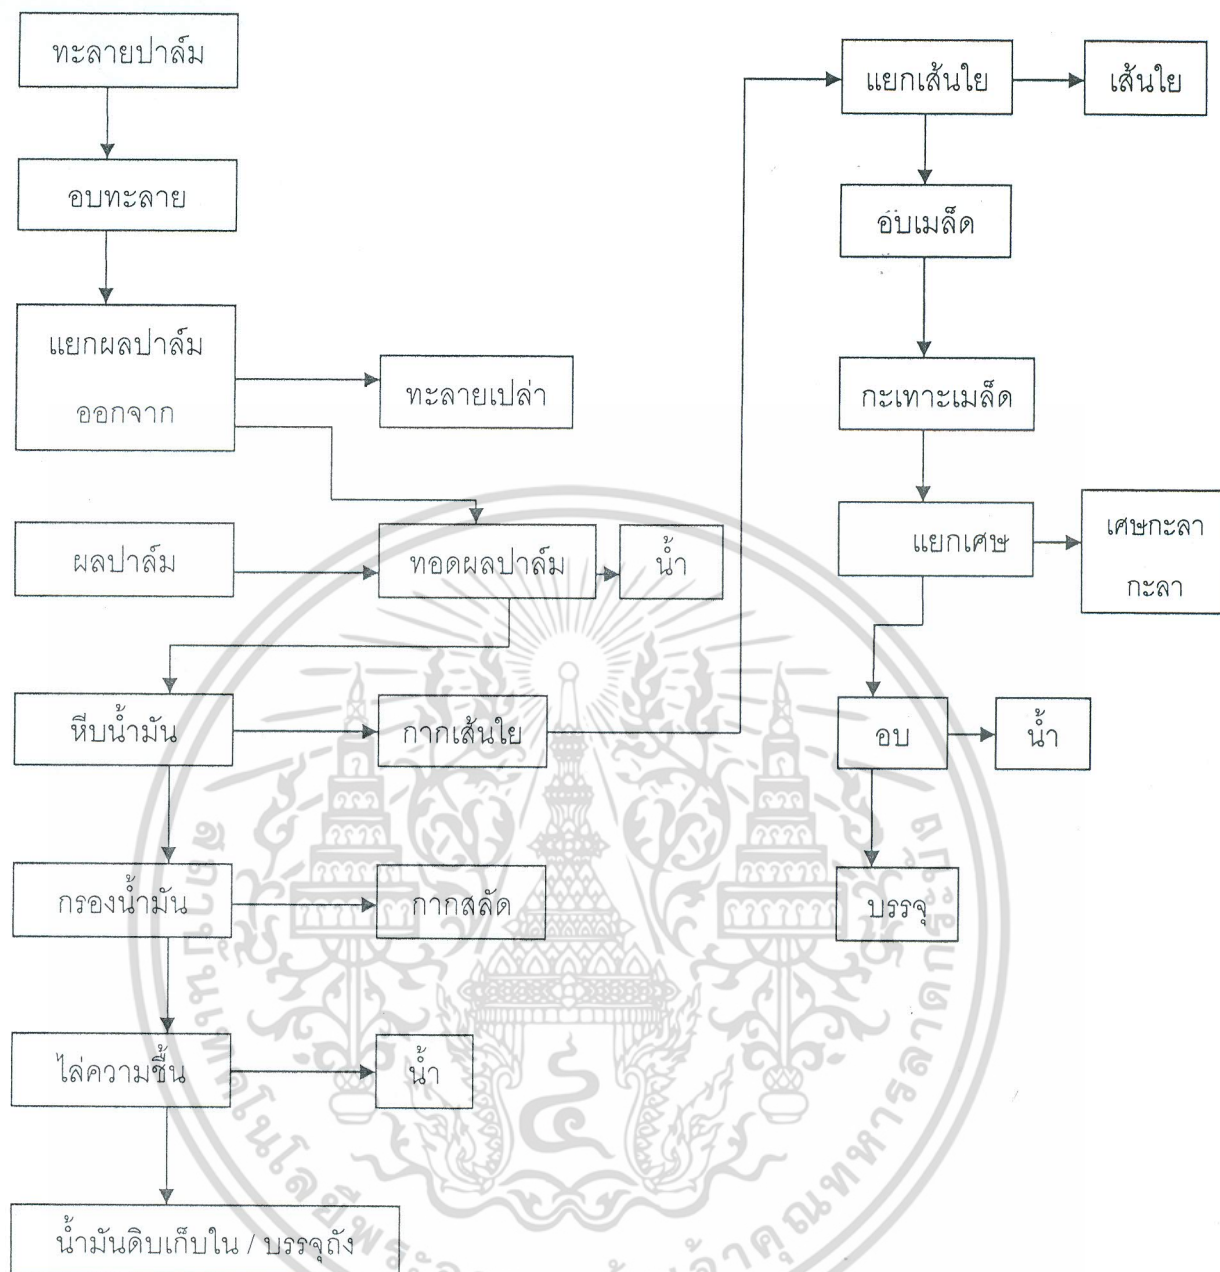 ทะลายปาล์ม
อบทะลาย
แยกผลปาล์ม
ออกจาก
ทะลายเปล่า
ผลปาล์ม
ทอดผลปาล์ม
น้ำ
หีบน้ำมัน
กากเส้นใย
กรองน้ำมัน
กากสลัด
ไล่ความชื้น
น้ำ
น้ำมันดิบเก็บใน / บรรจุถัง
แยกเส้นใย
เส้นใย
อบเมล็ด
กะเทาะเมล็ด
แยกเศษ
เศษกะลา
กะลา
อบ
น้ำ
บรรจุ